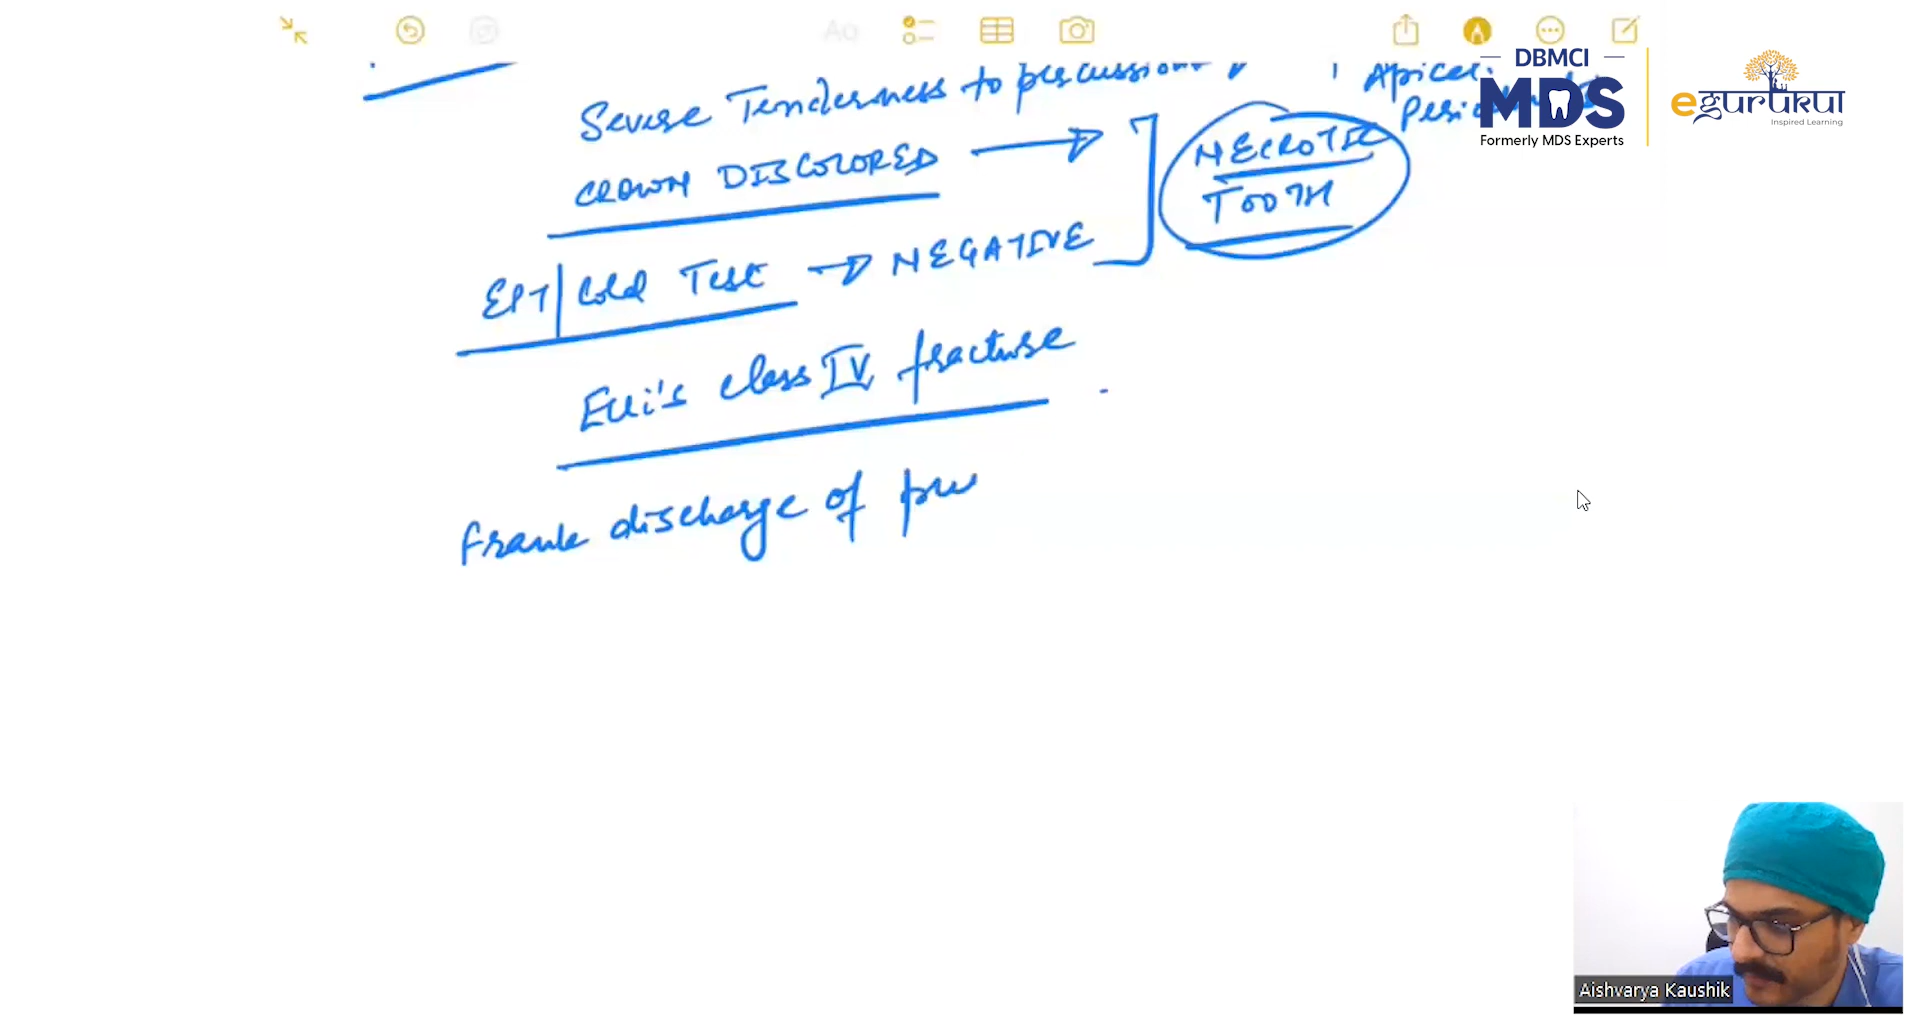 Aa
DBMCI
MDS
Formerly MDS Experts
egurukul
Inspired Learning
Severe Tenderness to percussion
Apical
CROWN DISCOLORED
NECROTIC
TOOTH
EPT | Cold Test → NEGATIVE
Elli's class IV fracture
frank discharge of pu
Aishvarya Kaushik